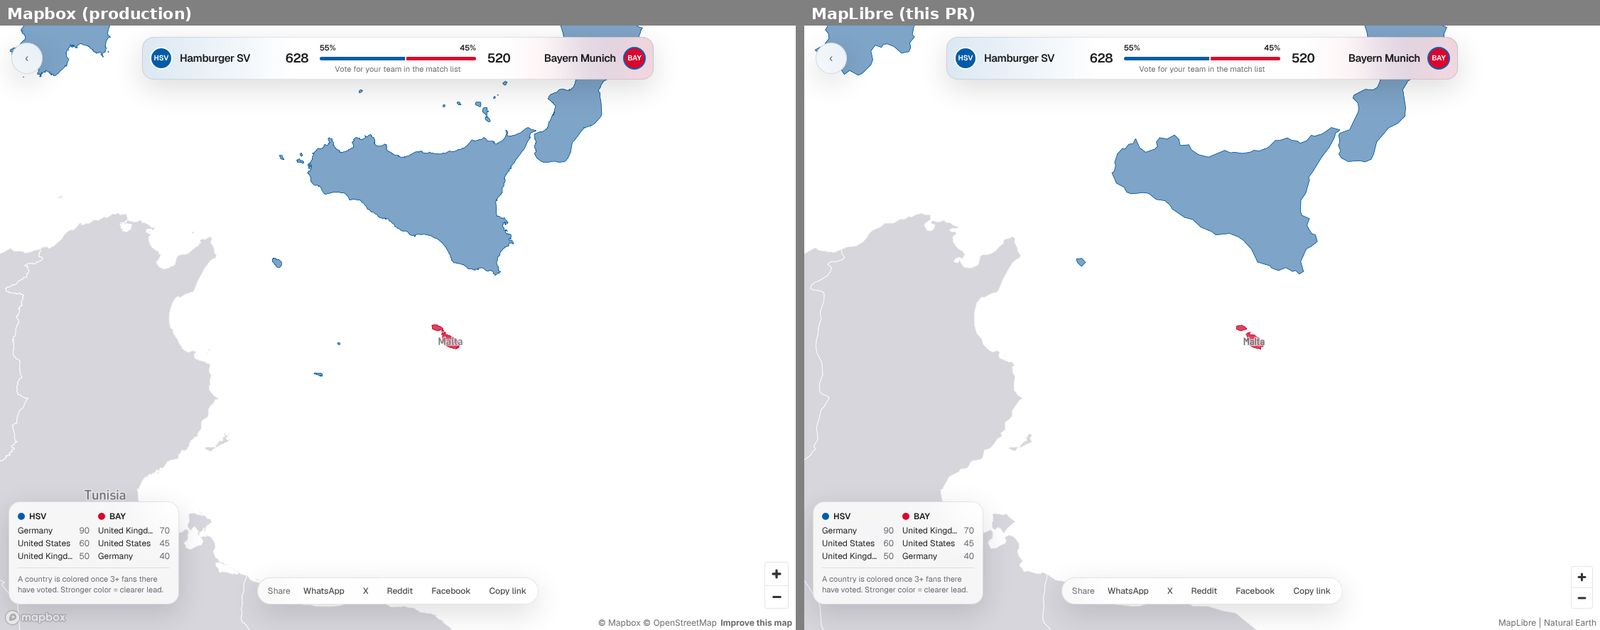 Mapbox (production)
‹
HSV Hamburger SV 628 55% 45% 520 Bayern Munich BAY
Vote for your team in the match list
Malta
Tunisia
HSV BAY
Germany 90 United Kingd... 70
United States 60 United States 45
United Kingd... 50 Germany 40
A country is colored once 3+ fans there
have voted. Stronger color = clearer lead.
Share WhatsApp X Reddit Facebook Copy link
+
−
mapbox
© Mapbox © OpenStreetMap Improve this map
MapLibre (this PR)
‹
HSV Hamburger SV 628 55% 45% 520 Bayern Munich BAY
Vote for your team in the match list
Malta
HSV BAY
Germany 90 United Kingd... 70
United States 60 United States 45
United Kingd... 50 Germany 40
A country is colored once 3+ fans there
have voted. Stronger color = clearer lead.
Share WhatsApp X Reddit Facebook Copy link
+
−
MapLibre | Natural Earth